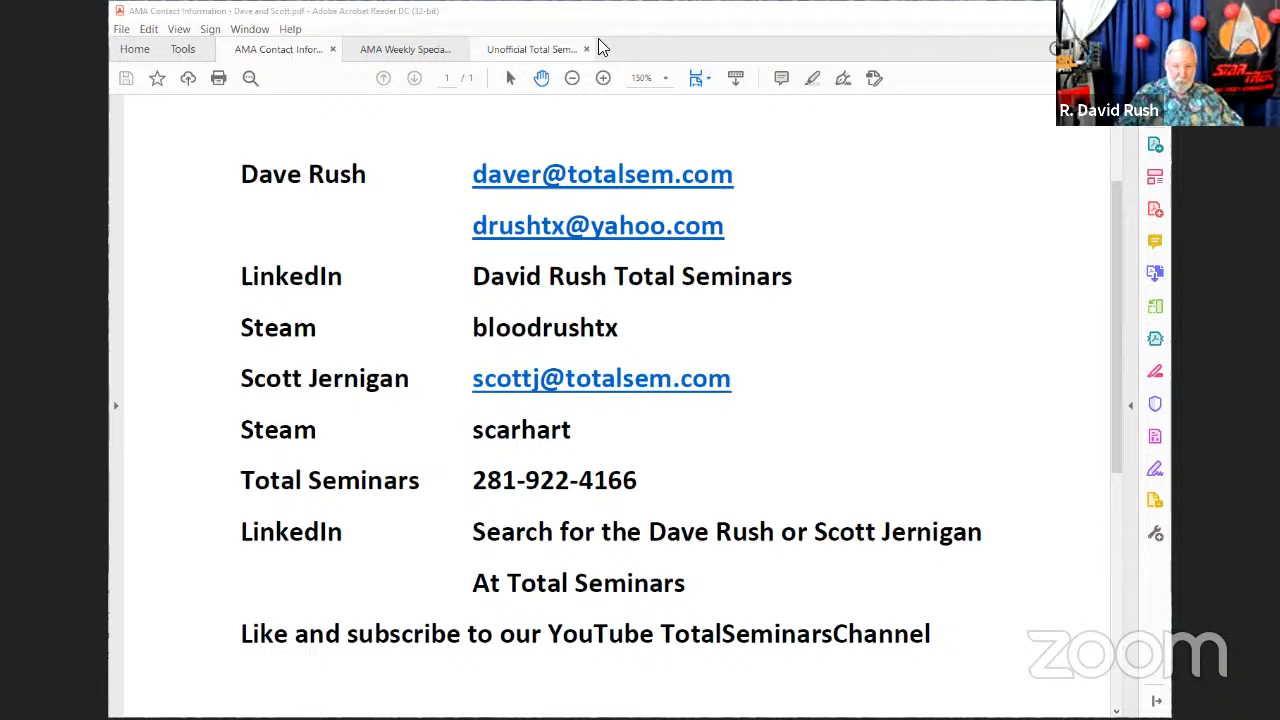 AMA Contact Information - Dave and Scott.pdf - Adobe Acrobat Reader DC (32-bit)
File Edit View Sign Window Help
Home Tools AMA Contact Infor... × AMA Weekly Specia... Unofficial Total Sem... ×
1 / 1 150%
STAR TREK
R. David Rush
Dave Rush daver@totalsem.com
drushtx@yahoo.com
LinkedIn David Rush Total Seminars
Steam bloodrushtx
Scott Jernigan scottj@totalsem.com
Steam scarhart
Total Seminars 281-922-4166
LinkedIn Search for the Dave Rush or Scott Jernigan
At Total Seminars
Like and subscribe to our YouTube TotalSeminarsChannel
zoom